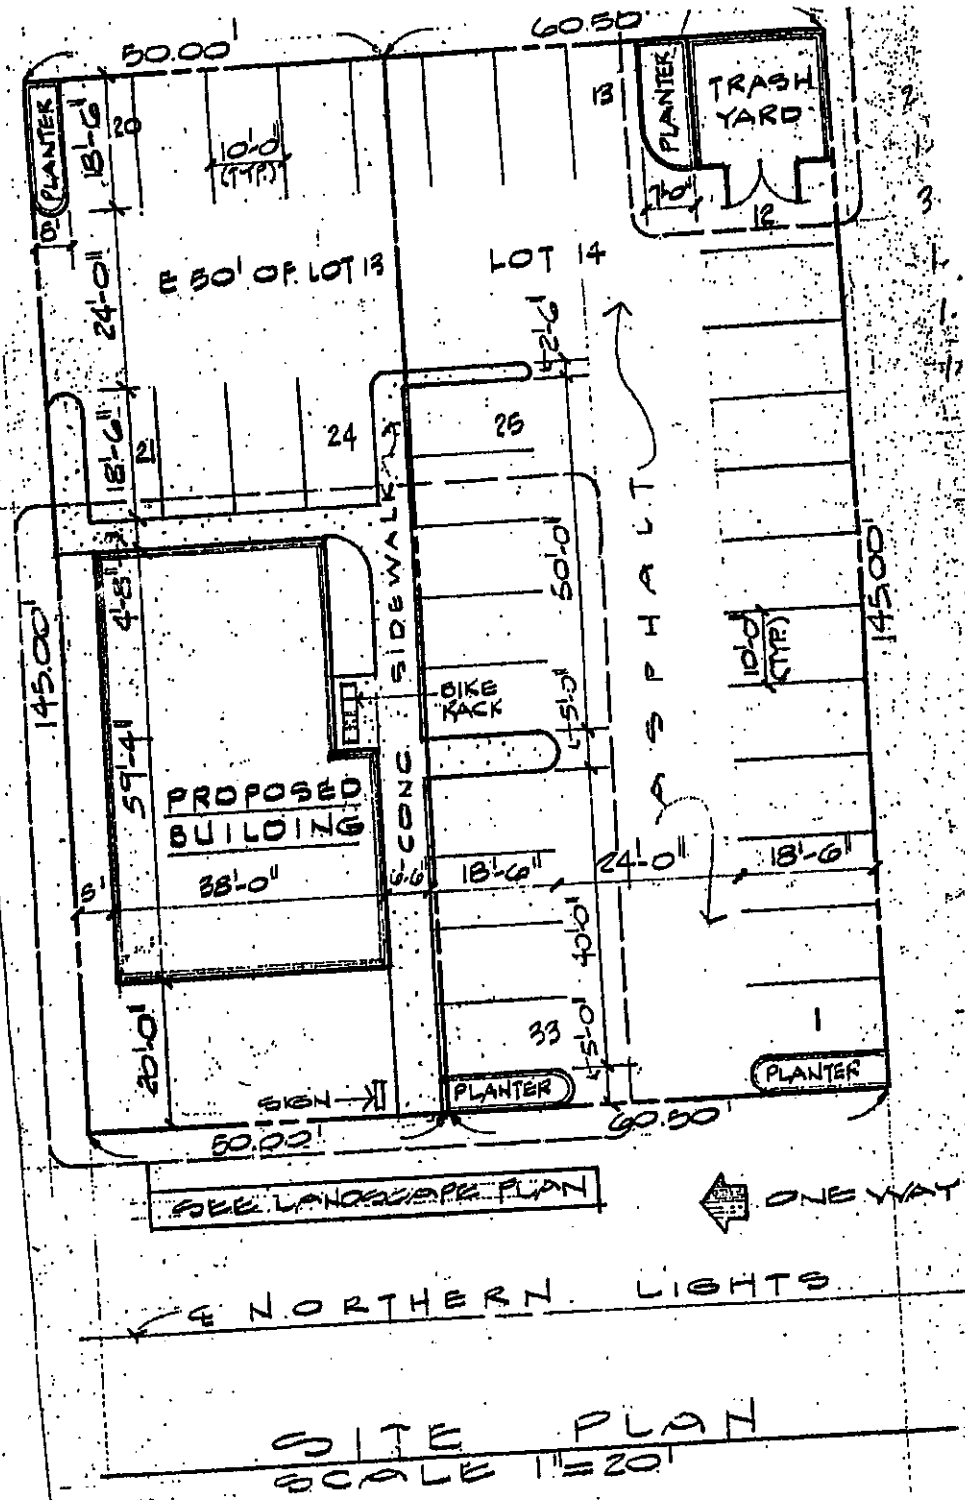 50.00'
60.50'
PLANTER
18'-6"
20
10'-0"
(TYP.)
13
PLANTER
TRASH
YARD
7'-0"
12
2
3
24'-0"
E 50' OF LOT 13
LOT 14
2'-6"
18'-6"
21
24
25
4'-8"
145.00'
59'-4"
6'-CONC. SIDEWALK
BIKE
RACK
50'-0"
5'-0"
ASPHALT
10'-0"
(TYP.)
145.00'
PROPOSED
BUILDING
5'
38'-0"
6'-6"
18'-6"
24'-0"
18'-6"
40'-0"
20'-0"
33
5'-0"
1
SIGN
PLANTER
PLANTER
50.00'
60.50'
SEE LANDSCAPE PLAN
ONE WAY
℄ NORTHERN LIGHTS
SITE PLAN
SCALE 1"=20'